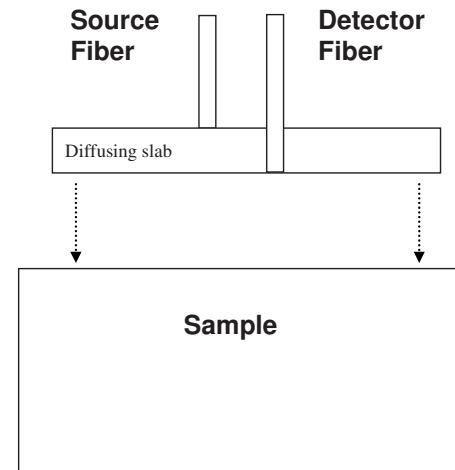 Source
Fiber
Detector
Fiber
Diffusing slab
Sample